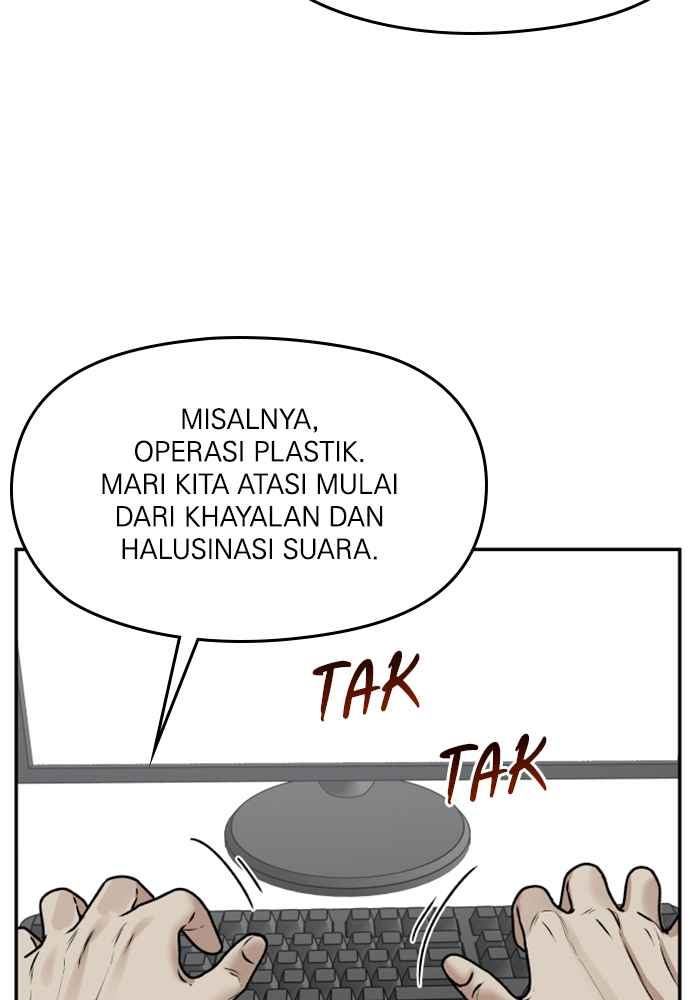 MISALNYA,
OPERASI PLASTIK.
MARI KITA ATASI MULAI
DARI KHAYALAN DAN
HALUSINASI SUARA.
TAK
TAK